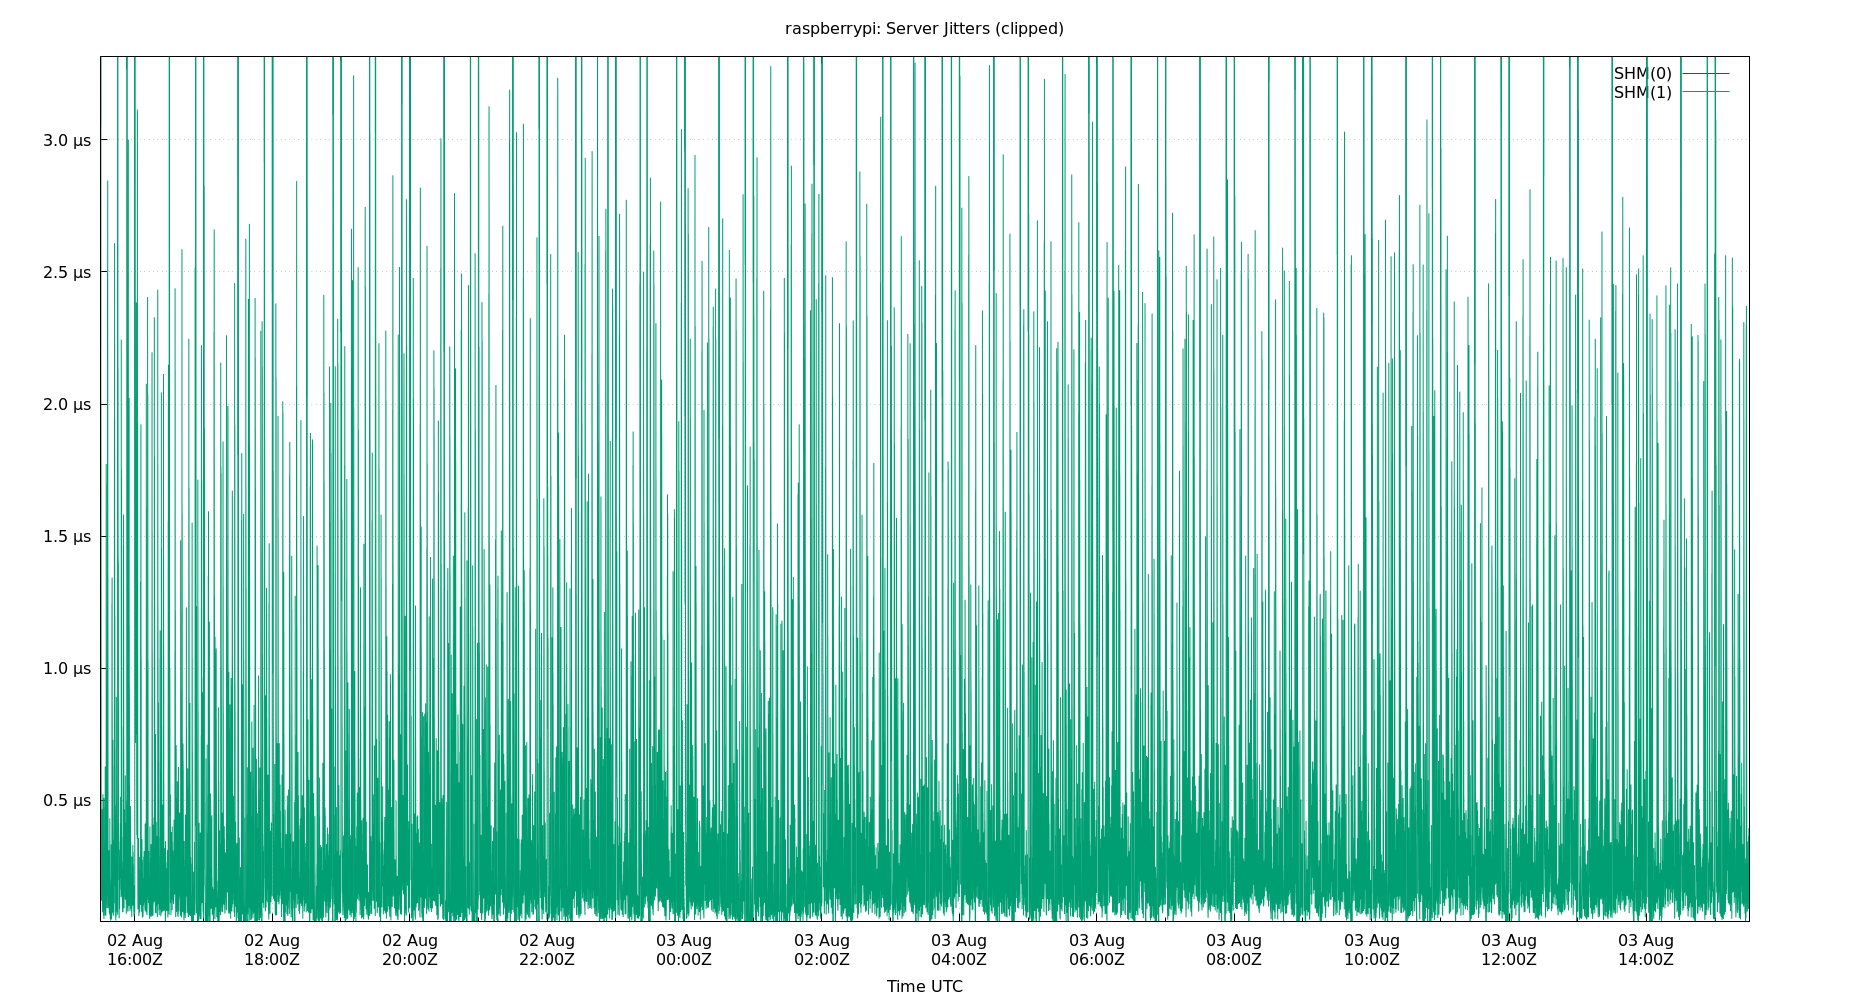 raspberrypi: Server Jitters (clipped)
SHM(0)
SHM(1)
3.0 µs
2.5 µs
2.0 µs
1.5 µs
1.0 µs
0.5 µs
02 Aug 02 Aug 02 Aug 02 Aug 03 Aug 03 Aug 03 Aug 03 Aug 03 Aug 03 Aug 03 Aug 03 Aug
16:00Z 18:00Z 20:00Z 22:00Z 00:00Z 02:00Z 04:00Z 06:00Z 08:00Z 10:00Z 12:00Z 14:00Z
Time UTC